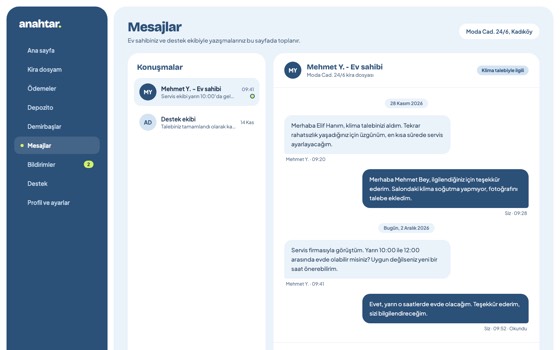 anahtar.
Ana sayfa
Kira dosyam
Ödemeler
Depozito
Demirbaşlar
Mesajlar
Bildirimler 2
Destek
Profil ve ayarlar
Mesajlar
Ev sahibiniz ve destek ekibiyle yazışmalarınız bu sayfada toplanır.
Moda Cad. 24/6, Kadıköy
Konuşmalar
MY
Mehmet Y. - Ev sahibi 09:41
Servis ekibi yarın 10:00'da gel...
AD
Destek ekibi 14 Kas
Talebiniz tamamlandı olarak ka...
MY
Mehmet Y. - Ev sahibi
Moda Cad. 24/6 kira dosyası
Klima talebiyle ilgili
28 Kasım 2026
Merhaba Elif Hanım, klima talebinizi aldım. Tekrar
rahatsızlık yaşadığınız için üzgünüm, en kısa sürede servis
ayarlayacağım.
Mehmet Y. · 09:20
Merhaba Mehmet Bey, ilgilendiğiniz için teşekkür
ederim. Salondaki klima soğutma yapmıyor, fotoğrafını
talebe ekledim.
Siz · 09:28
Bugün, 2 Aralık 2026
Servis firmasıyla görüştüm. Yarın 10:00 ile 12:00
arasında evde olabilir misiniz? Uygun değilseniz yeni bir
saat önerebilirim.
Mehmet Y. · 09:41
Evet, yarın o saatlerde evde olacağım. Teşekkür ederim,
sizi bilgilendireceğim.
Siz · 09:52 · Okundu